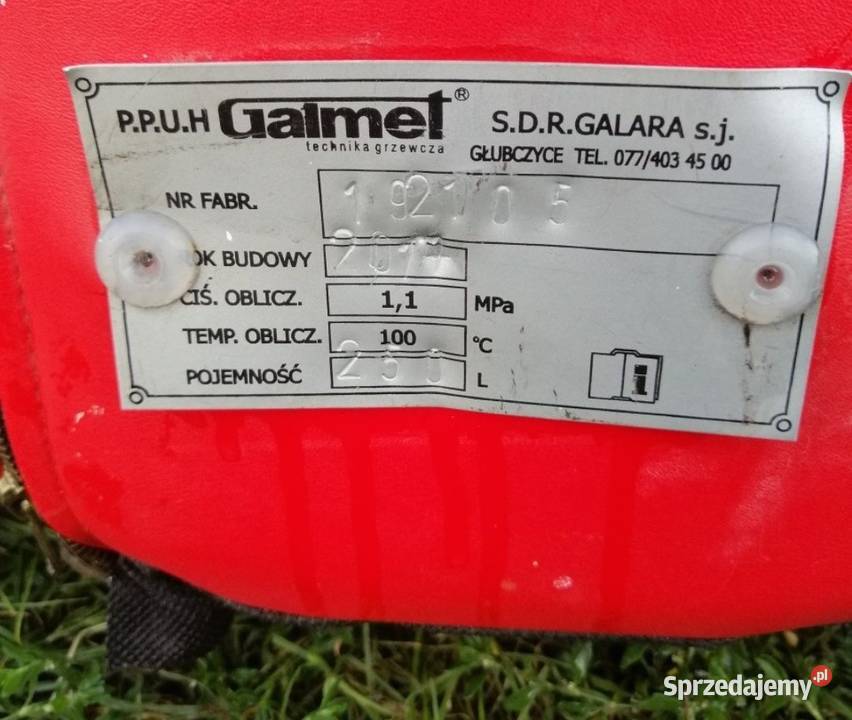 P.P.U.H Galmet® S.D.R.GALARA s.j.
technika grzewcza GŁUBCZYCE TEL. 077/403 45 00
NR FABR. 192105
OK BUDOWY
CIŚ. OBLICZ. 1,1 MPa
TEMP. OBLICZ. 100 °C
POJEMNOŚĆ L
i
Sprzedajemy.pl